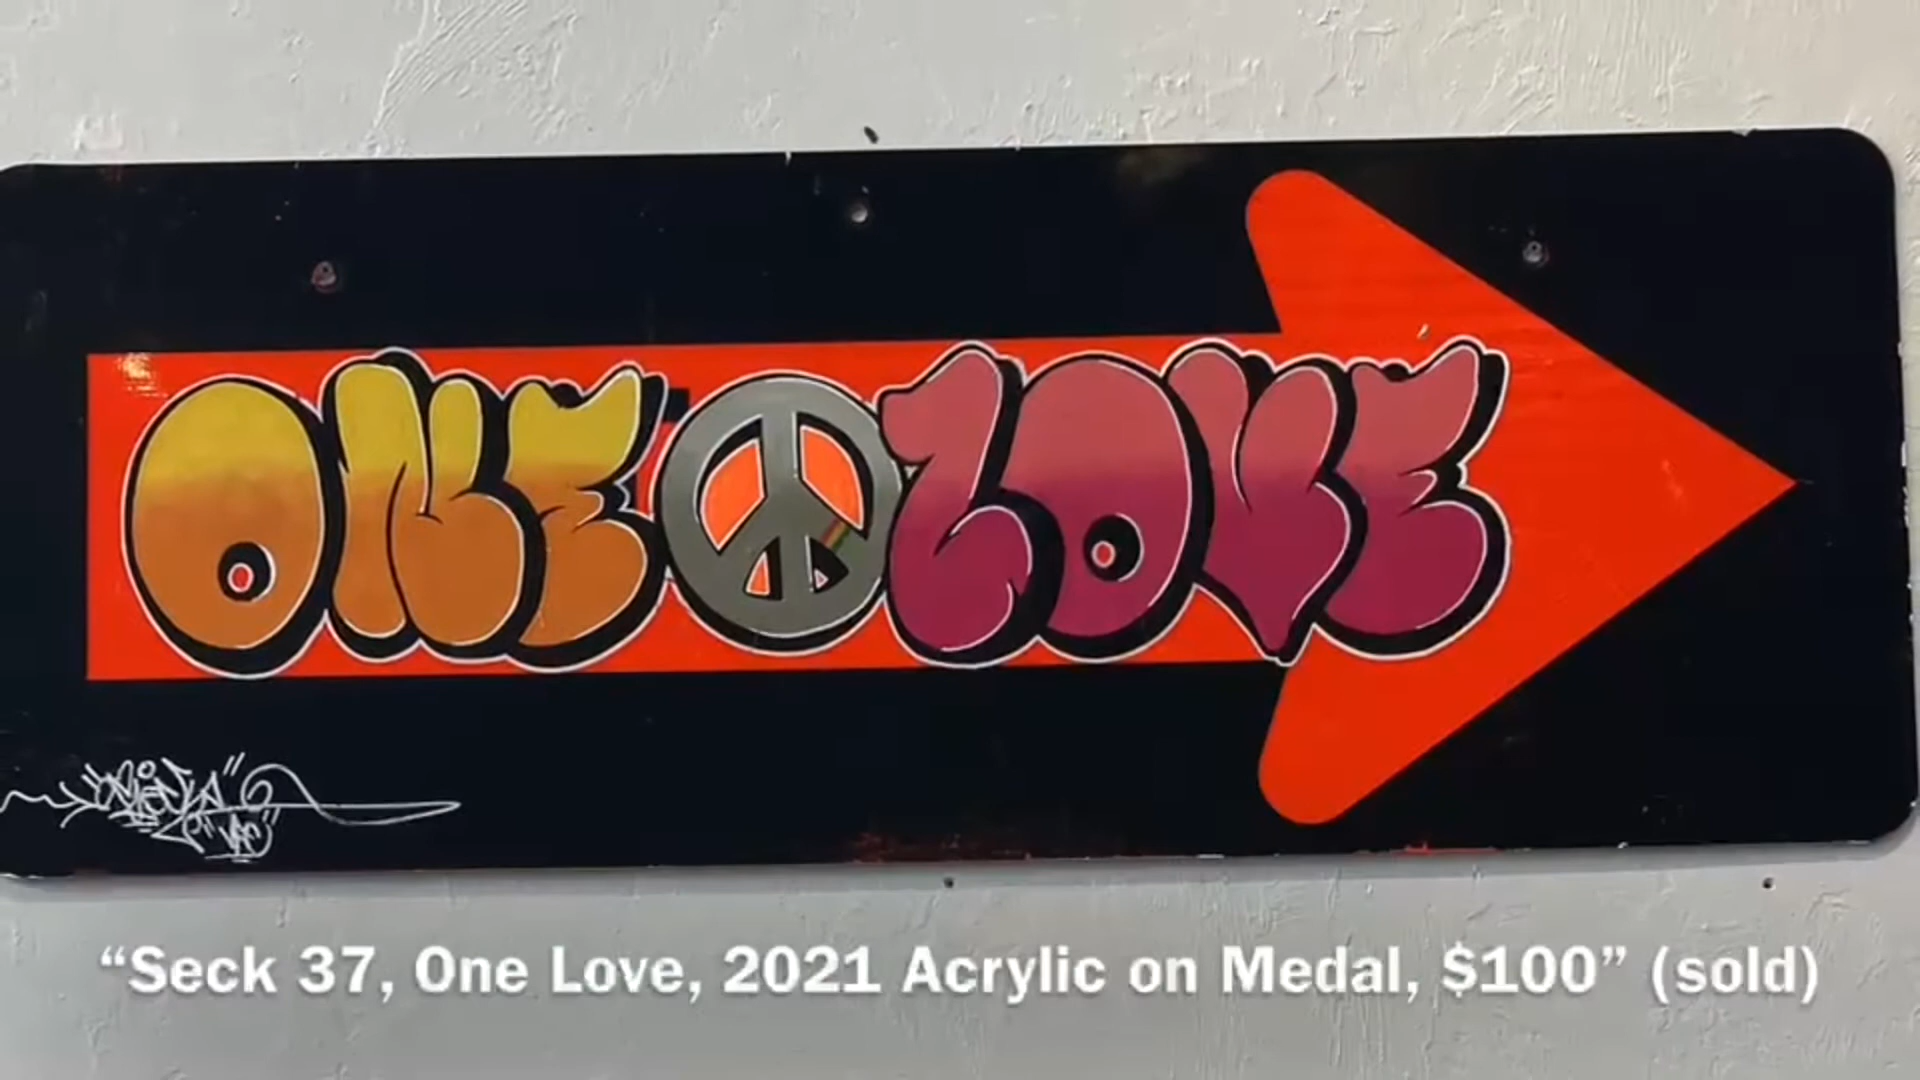 ONE LOVE
“Seck 37, One Love, 2021 Acrylic on Medal, $100” (sold)